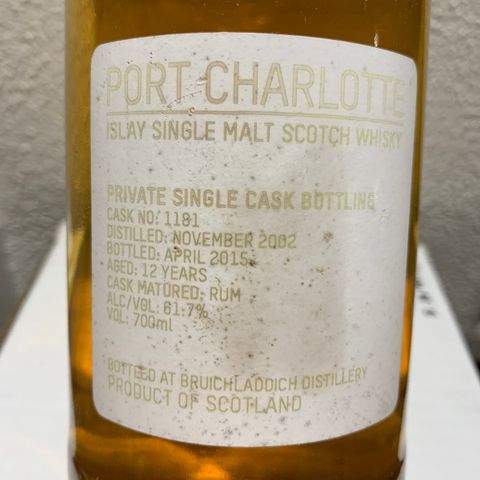 PORT CHARLOTTE
ISLAY SINGLE MALT SCOTCH WHISKY
PRIVATE SINGLE CASK BOTTLING
CASK NO: 1181
DISTILLED: NOVEMBER 2002
BOTTLED: APRIL 2015
AGED: 12 YEARS
CASK MATURED: RUM
ALC/VOL: 61.7%
VOL: 700ml
BOTTLED AT BRUICHLADDICH DISTILLERY
PRODUCT OF SCOTLAND